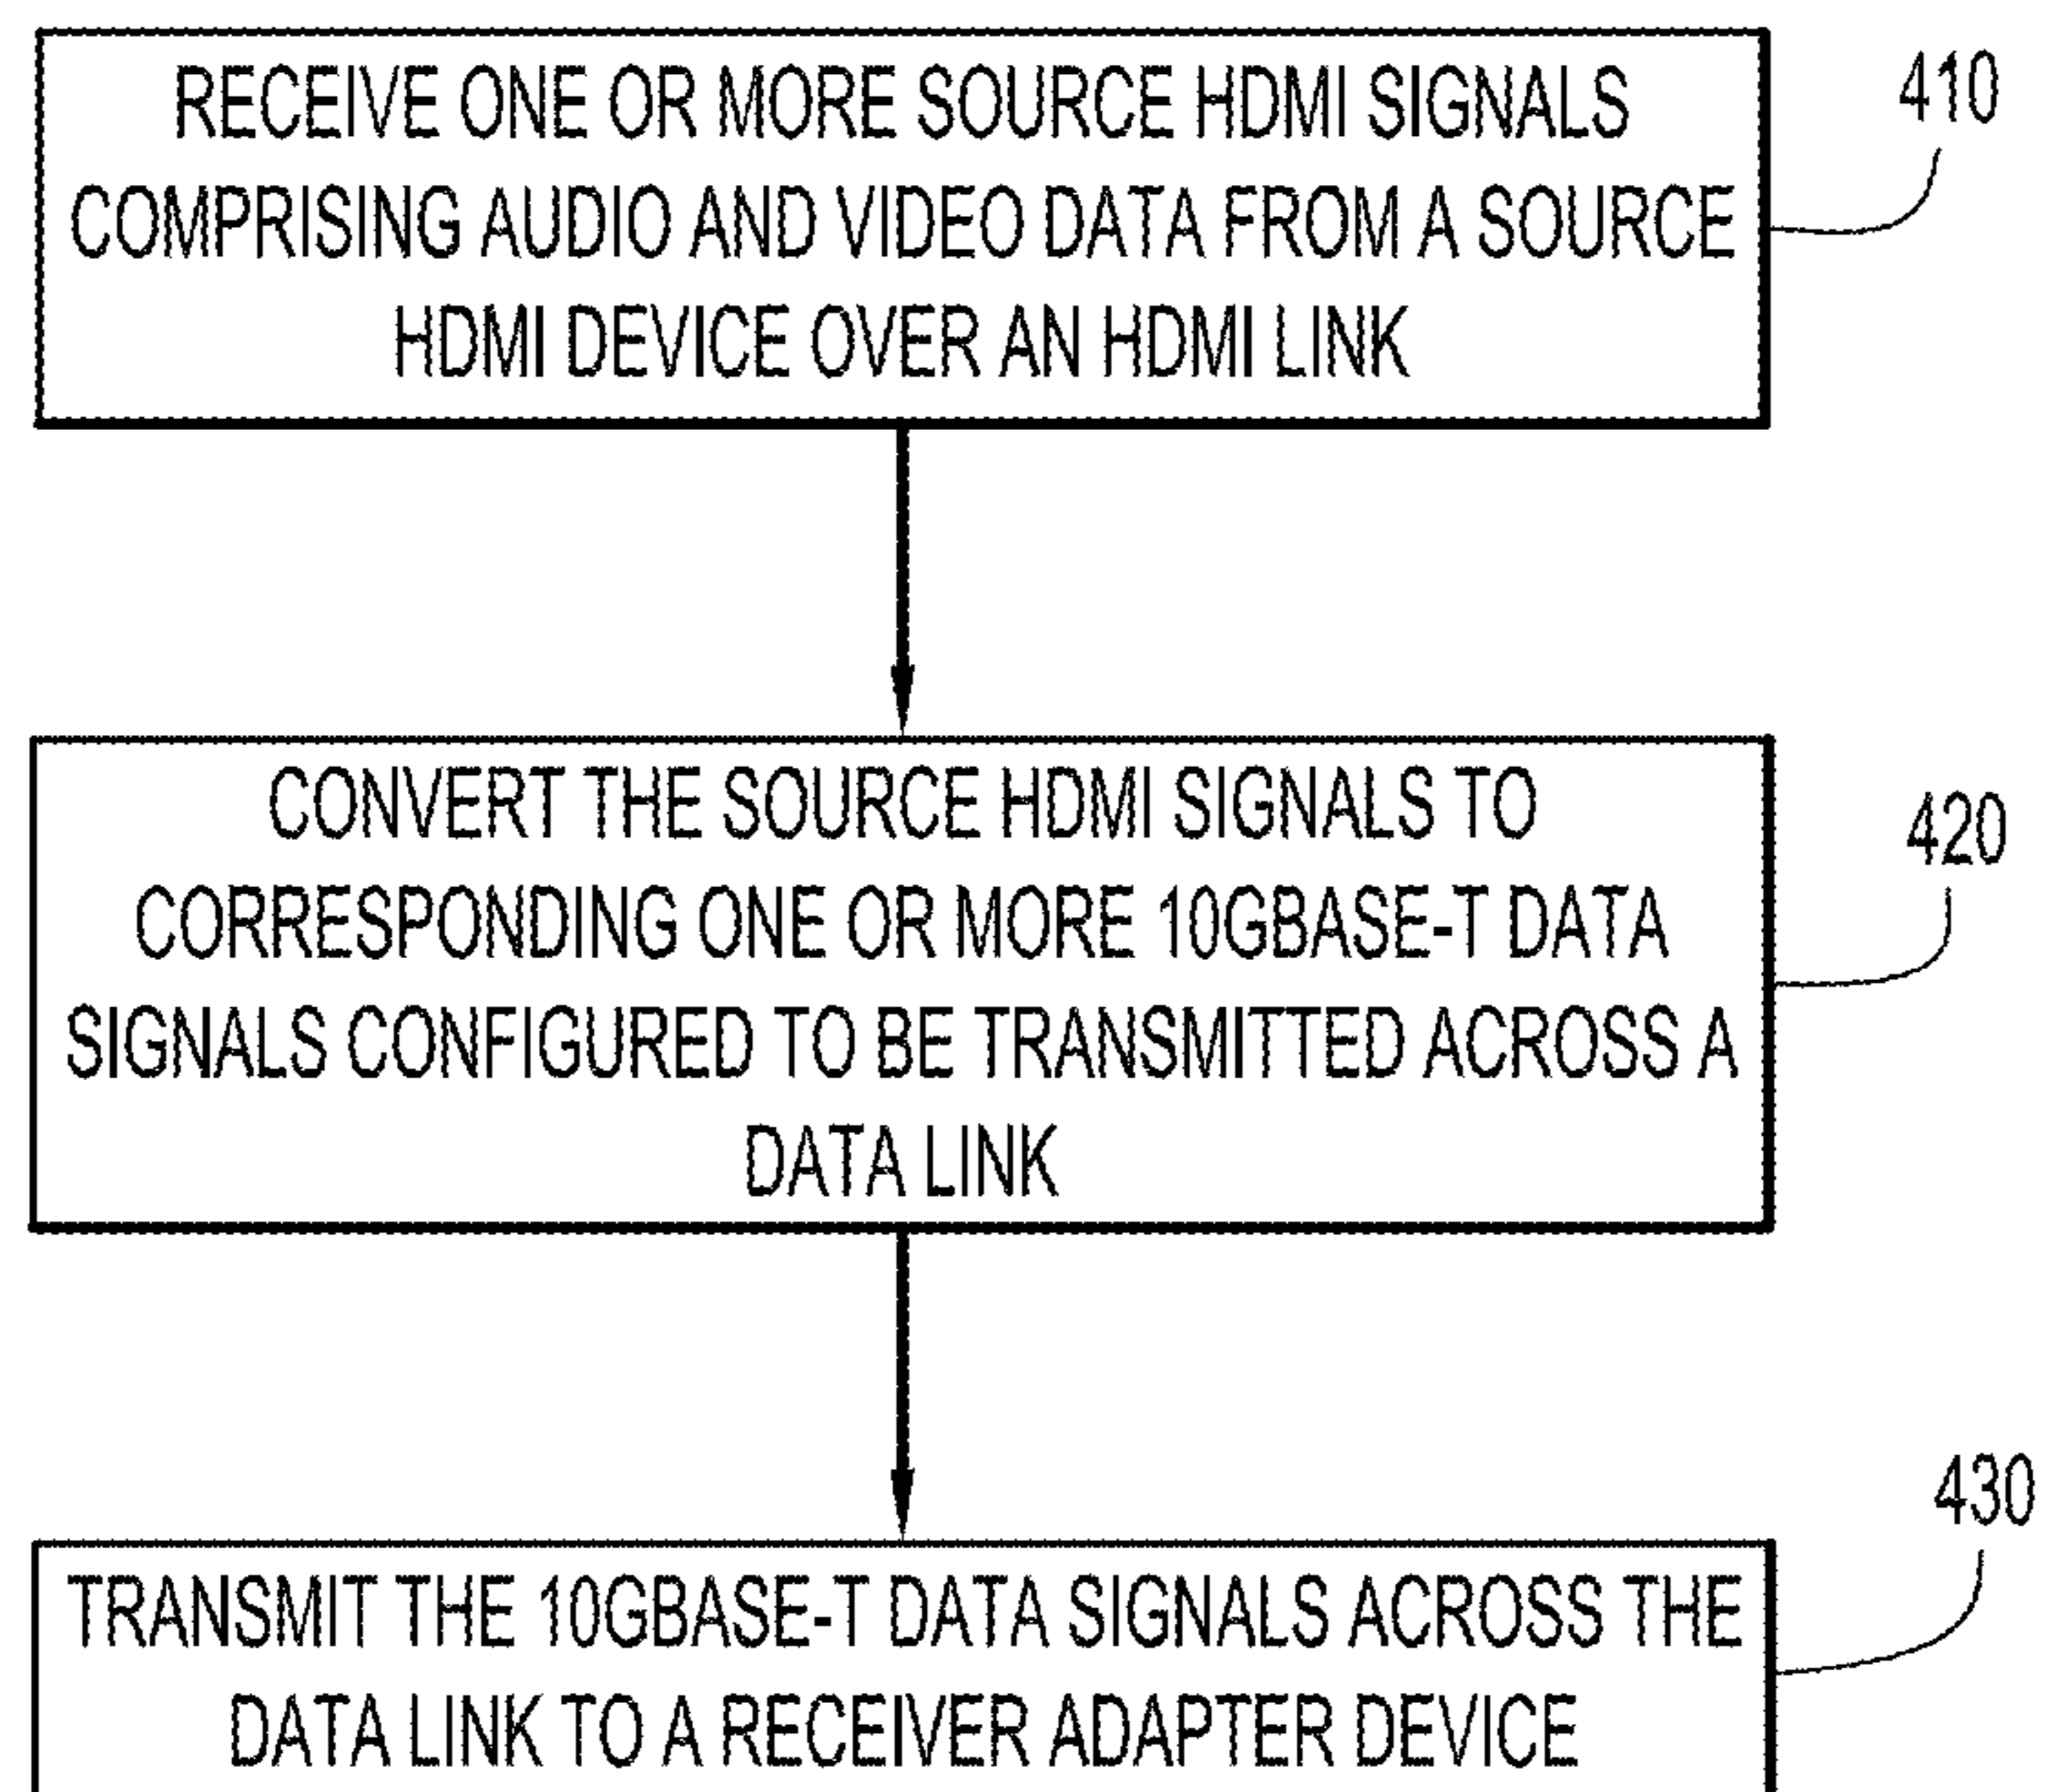 RECEIVE ONE OR MORE SOURCE HDMI SIGNALS
COMPRISING AUDIO AND VIDEO DATA FROM A SOURCE
HDMI DEVICE OVER AN HDMI LINK
410
CONVERT THE SOURCE HDMI SIGNALS TO
CORRESPONDING ONE OR MORE 10GBASE-T DATA
SIGNALS CONFIGURED TO BE TRANSMITTED ACROSS A
DATA LINK
420
TRANSMIT THE 10GBASE-T DATA SIGNALS ACROSS THE
DATA LINK TO A RECEIVER ADAPTER DEVICE
430